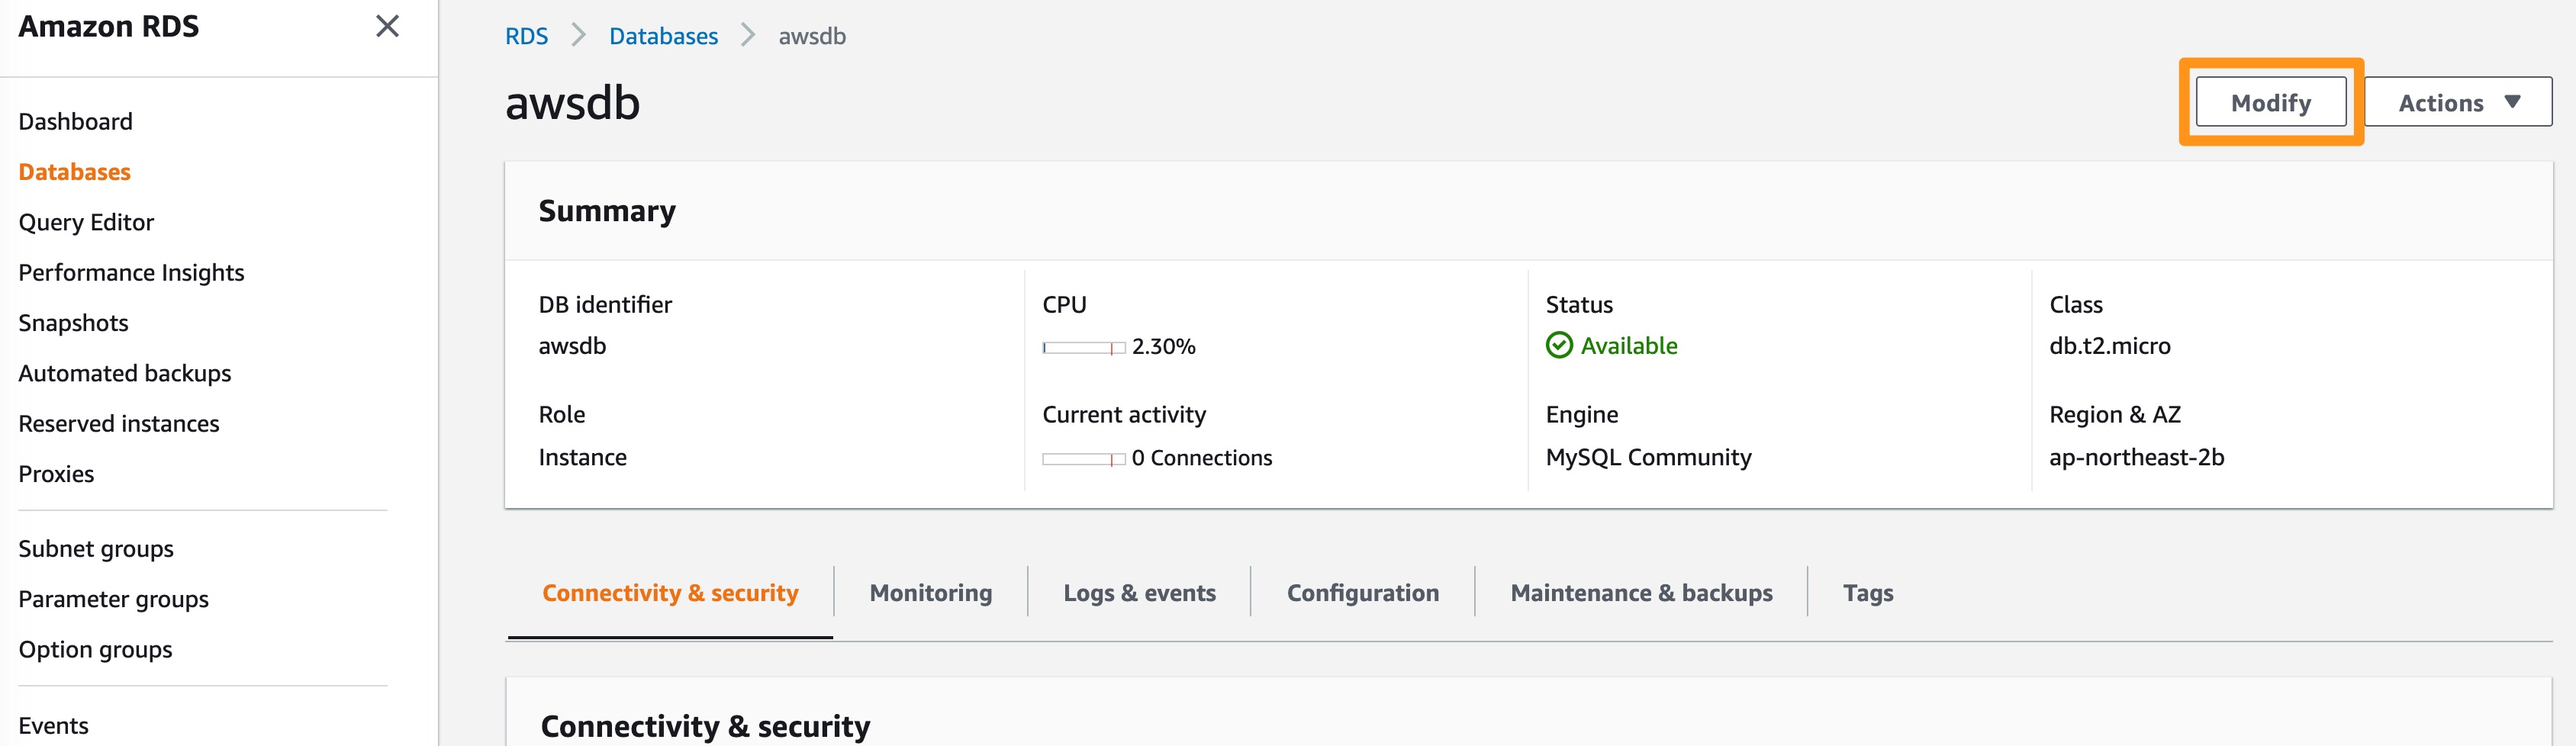 Amazon RDS
Dashboard
Databases
Query Editor
Performance Insights
Snapshots
Automated backups
Reserved instances
Proxies
Subnet groups
Parameter groups
Option groups
Events
RDS
Databases
awsdb
awsdb
Modify
Actions
Summary
DB identifier
awsdb
CPU
2.30%
Status
Available
Class
db.t2.micro
Role
Instance
Current activity
0 Connections
Engine
MySQL Community
Region & AZ
ap-northeast-2b
Connectivity & security
Monitoring
Logs & events
Configuration
Maintenance & backups
Tags
Connectivity & security